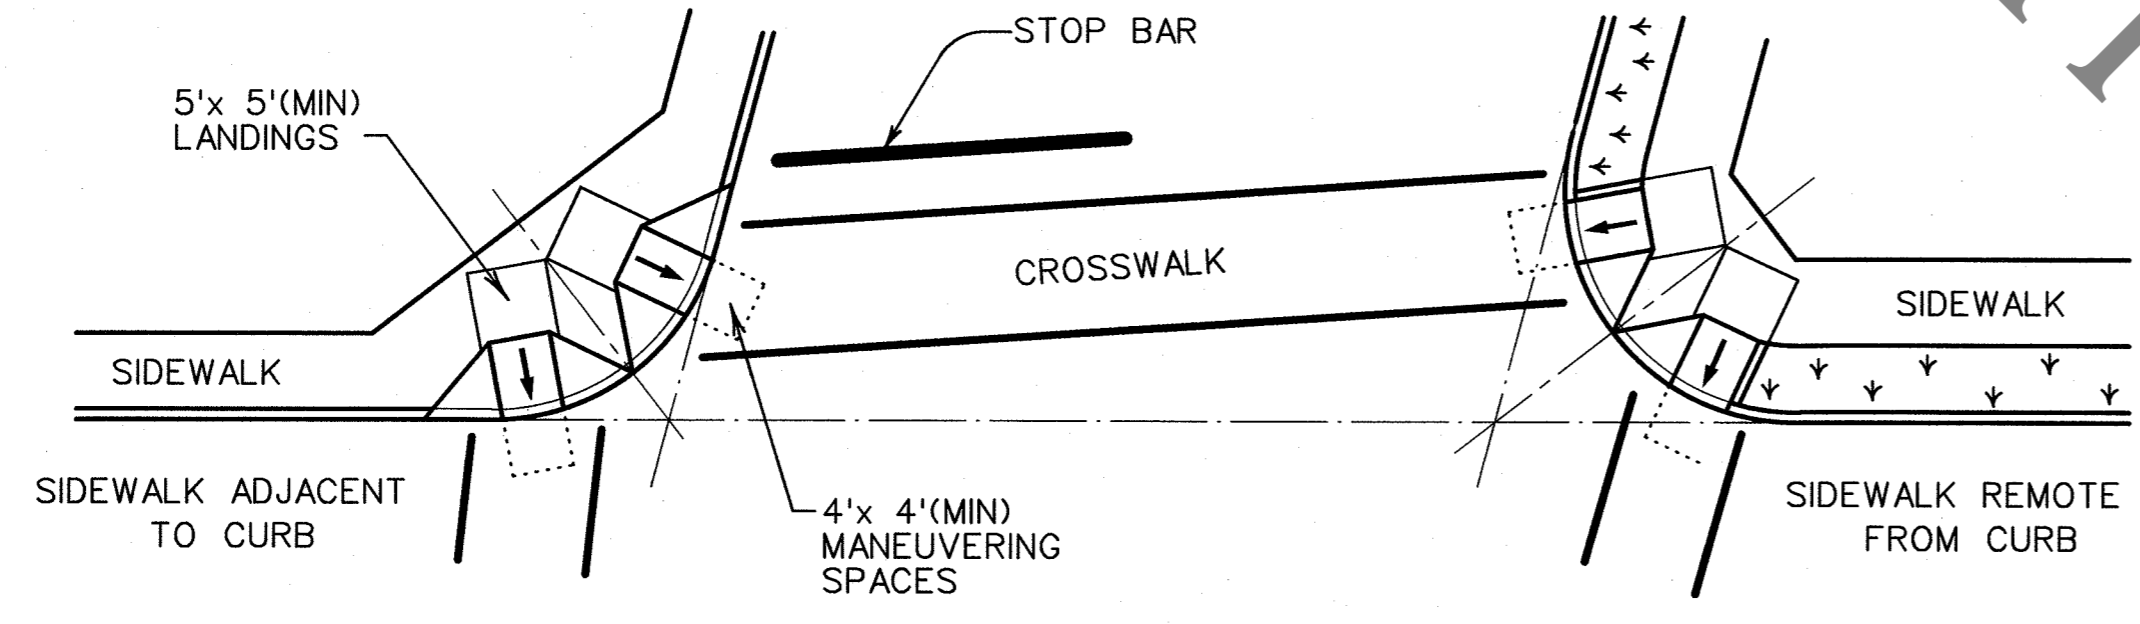 STOP BAR
5'x 5'(MIN)
LANDINGS
CROSSWALK
SIDEWALK
SIDEWALK
SIDEWALK ADJACENT
TO CURB
4'x 4'(MIN)
MANEUVERING
SPACES
SIDEWALK REMOTE
FROM CURB